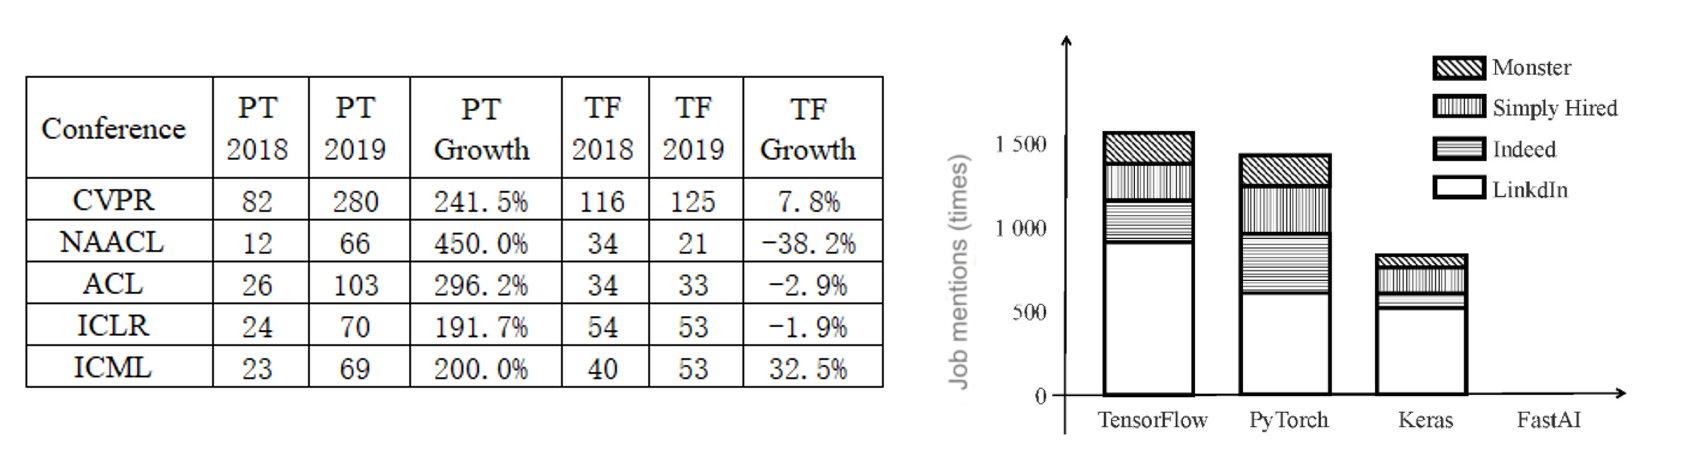 Conference PT 2018 PT 2019 PT Growth TF 2018 TF 2019 TF Growth
CVPR 82 280 241.5% 116 125 7.8%
NAACL 12 66 450.0% 34 21 -38.2%
ACL 26 103 296.2% 34 33 -2.9%
ICLR 24 70 191.7% 54 53 -1.9%
ICML 23 69 200.0% 40 53 32.5%
Job mentions (times)
1 500
1 000
500
0
TensorFlow PyTorch Keras FastAI
Monster
Simply Hired
Indeed
LinkdIn